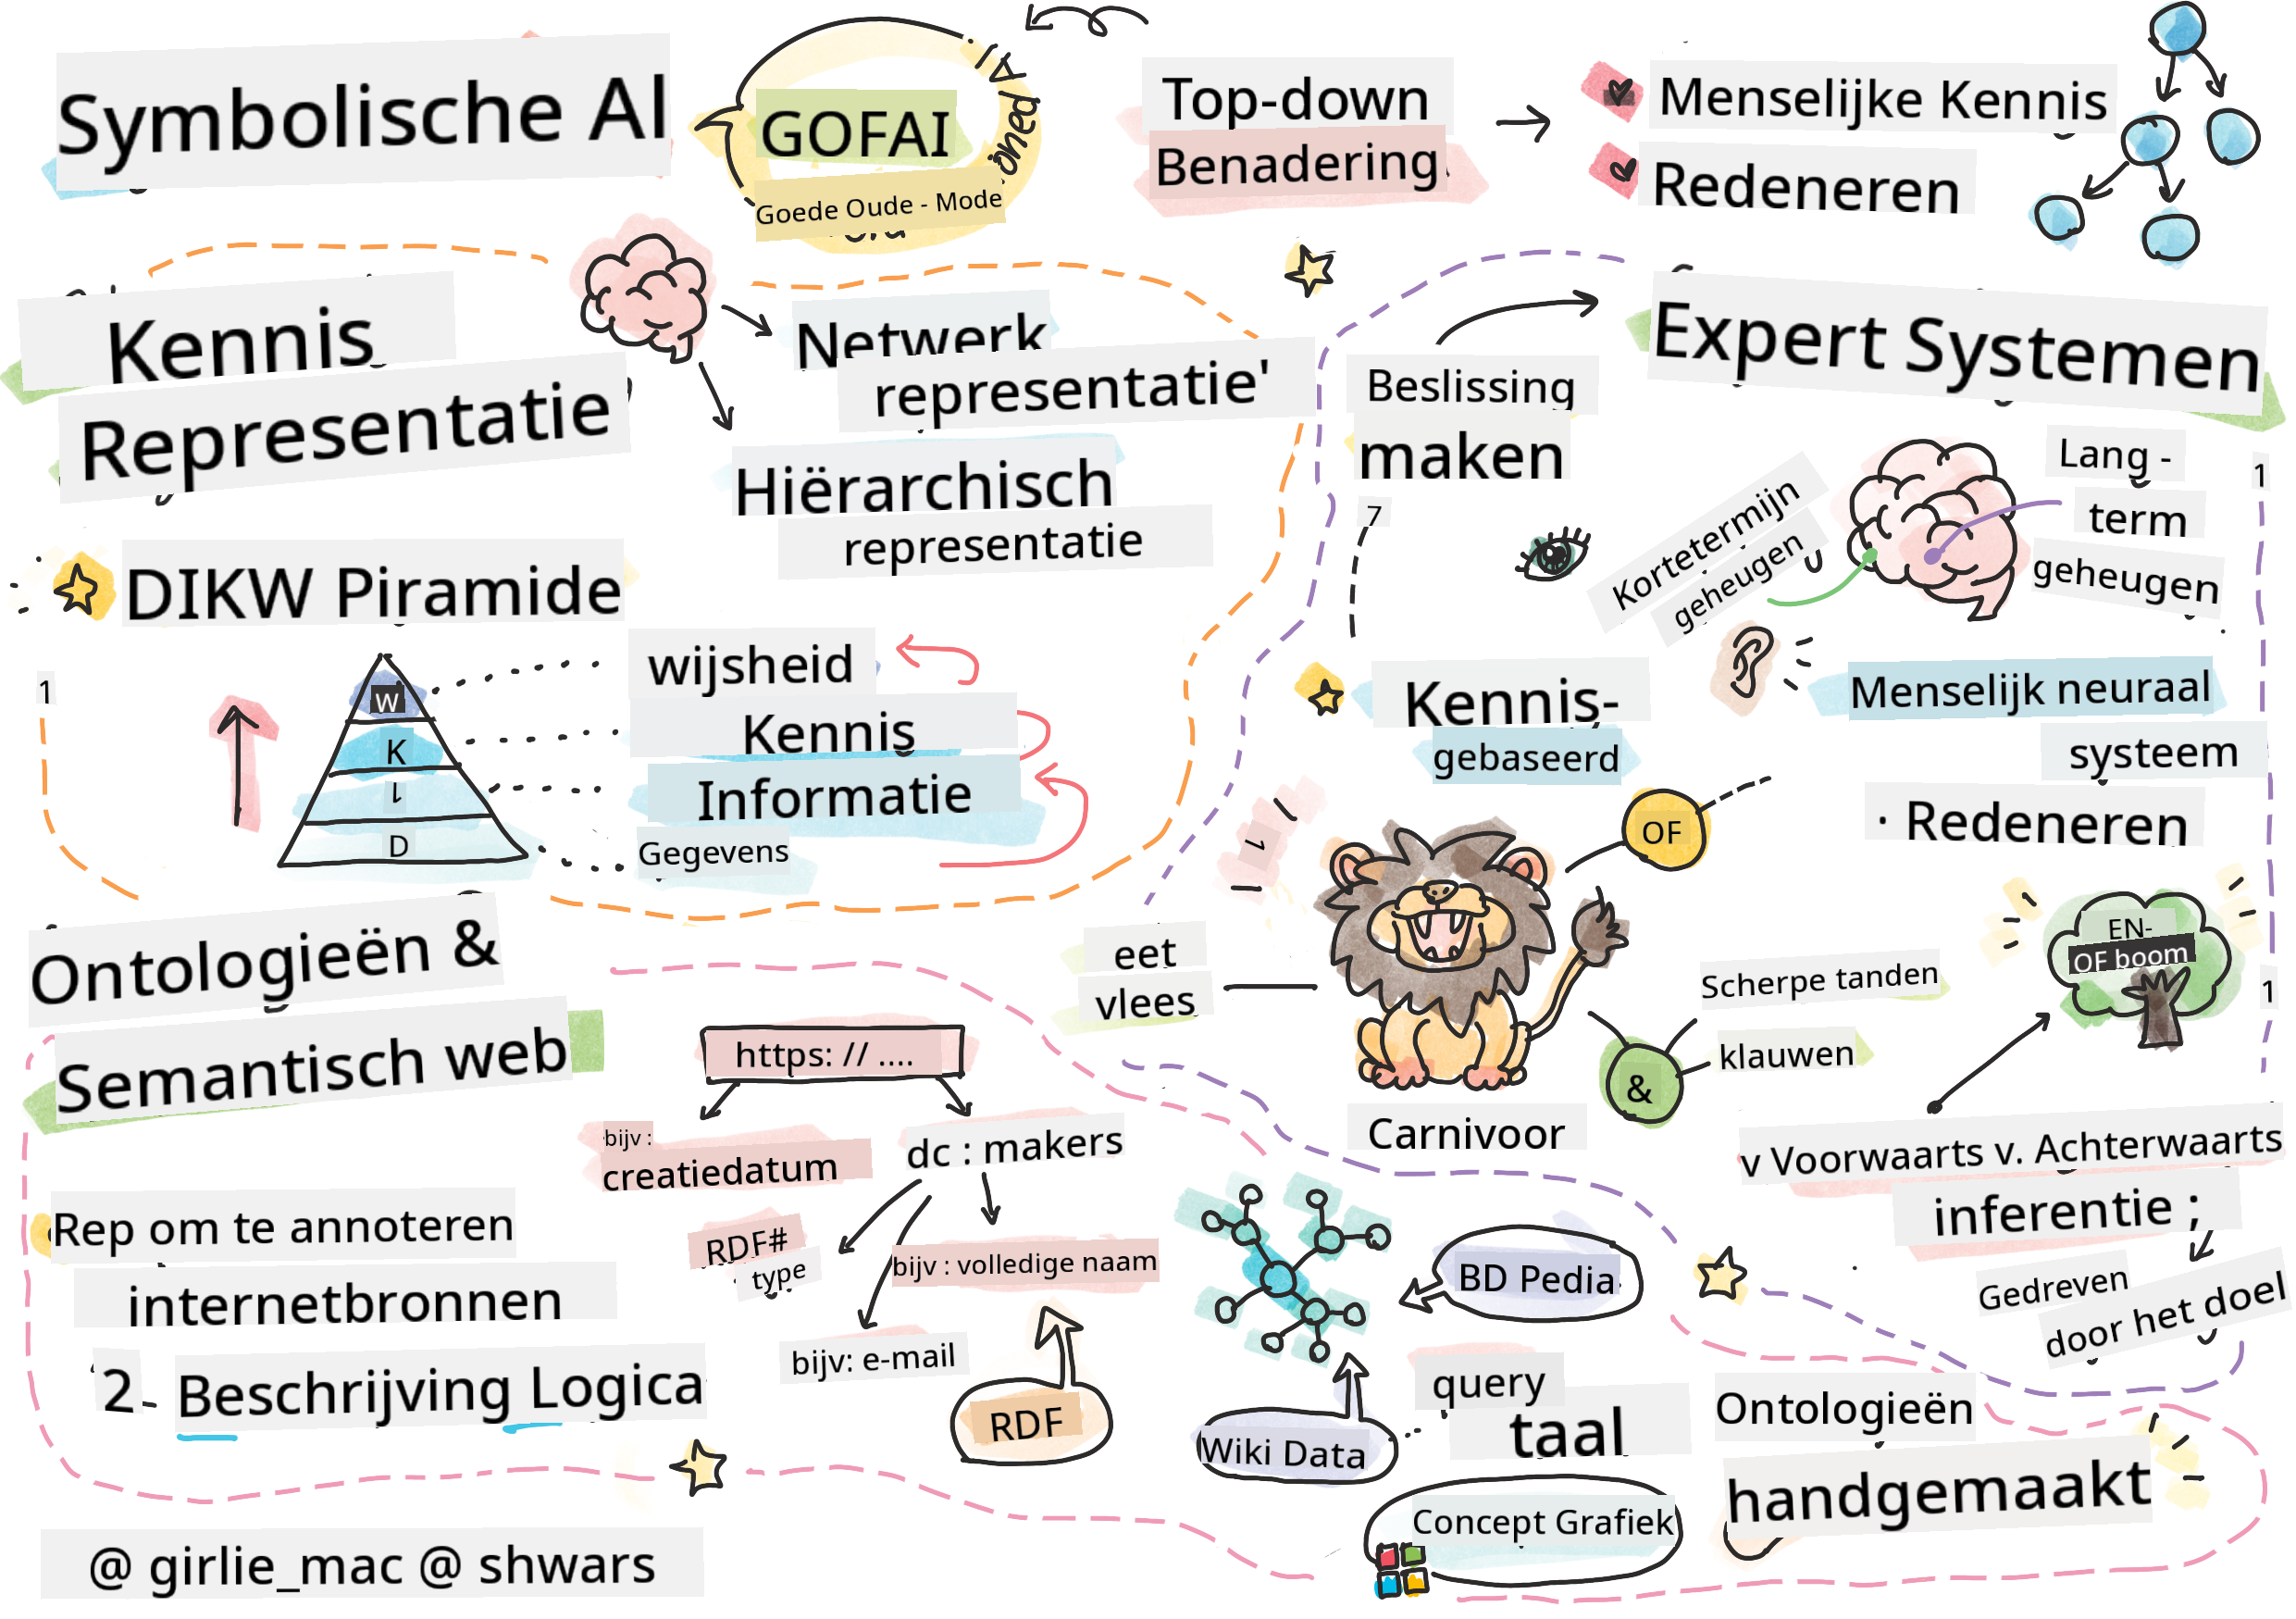 Symbolische AI
GOFAI
Goede Oude - Mode
Top-down
Benadering
Menselijke Kennis
Redeneren
Kennis
Representatie
Netwerk
representatie'
Hiërarchisch
representatie
DIKW Piramide
W
K
D
wijsheid
Kennis
Informatie
Gegevens
1
Expert Systemen
Beslissing
maken
7
Kortetermijn
geheugen
Lang -
term
geheugen
1
Kennis-
gebaseerd
Menselijk neuraal
systeem
· Redeneren
OF
eet
vlees
Carnivoor
&
Scherpe tanden
klauwen
EN-
OF boom
1
v Voorwaarts v. Achterwaarts
inferentie ;
Gedreven
door het doel
Ontologieën &
Semantisch web
https: // ....
bijv :
creatiedatum
dc : makers
RDF#
type
bijv : volledige naam
bijv: e-mail
RDF
Rep om te annoteren
internetbronnen
2
Beschrijving Logica
BD Pedia
Wiki Data
query
taal
Concept Grafiek
Ontologieën
handgemaakt
@ girlie_mac @ shwars